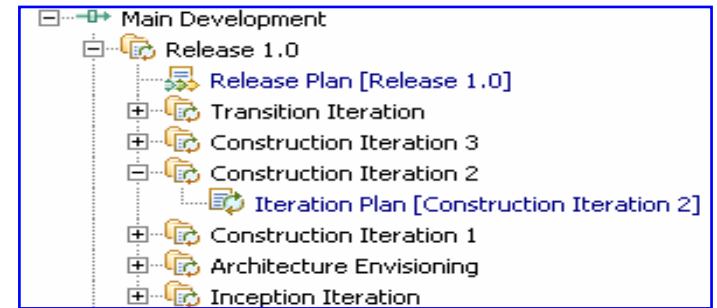 Main Development
Release 1.0
Release Plan [Release 1.0]
Transition Iteration
Construction Iteration 3
Construction Iteration 2
Iteration Plan [Construction Iteration 2]
Construction Iteration 1
Architecture Envisioning
Inception Iteration